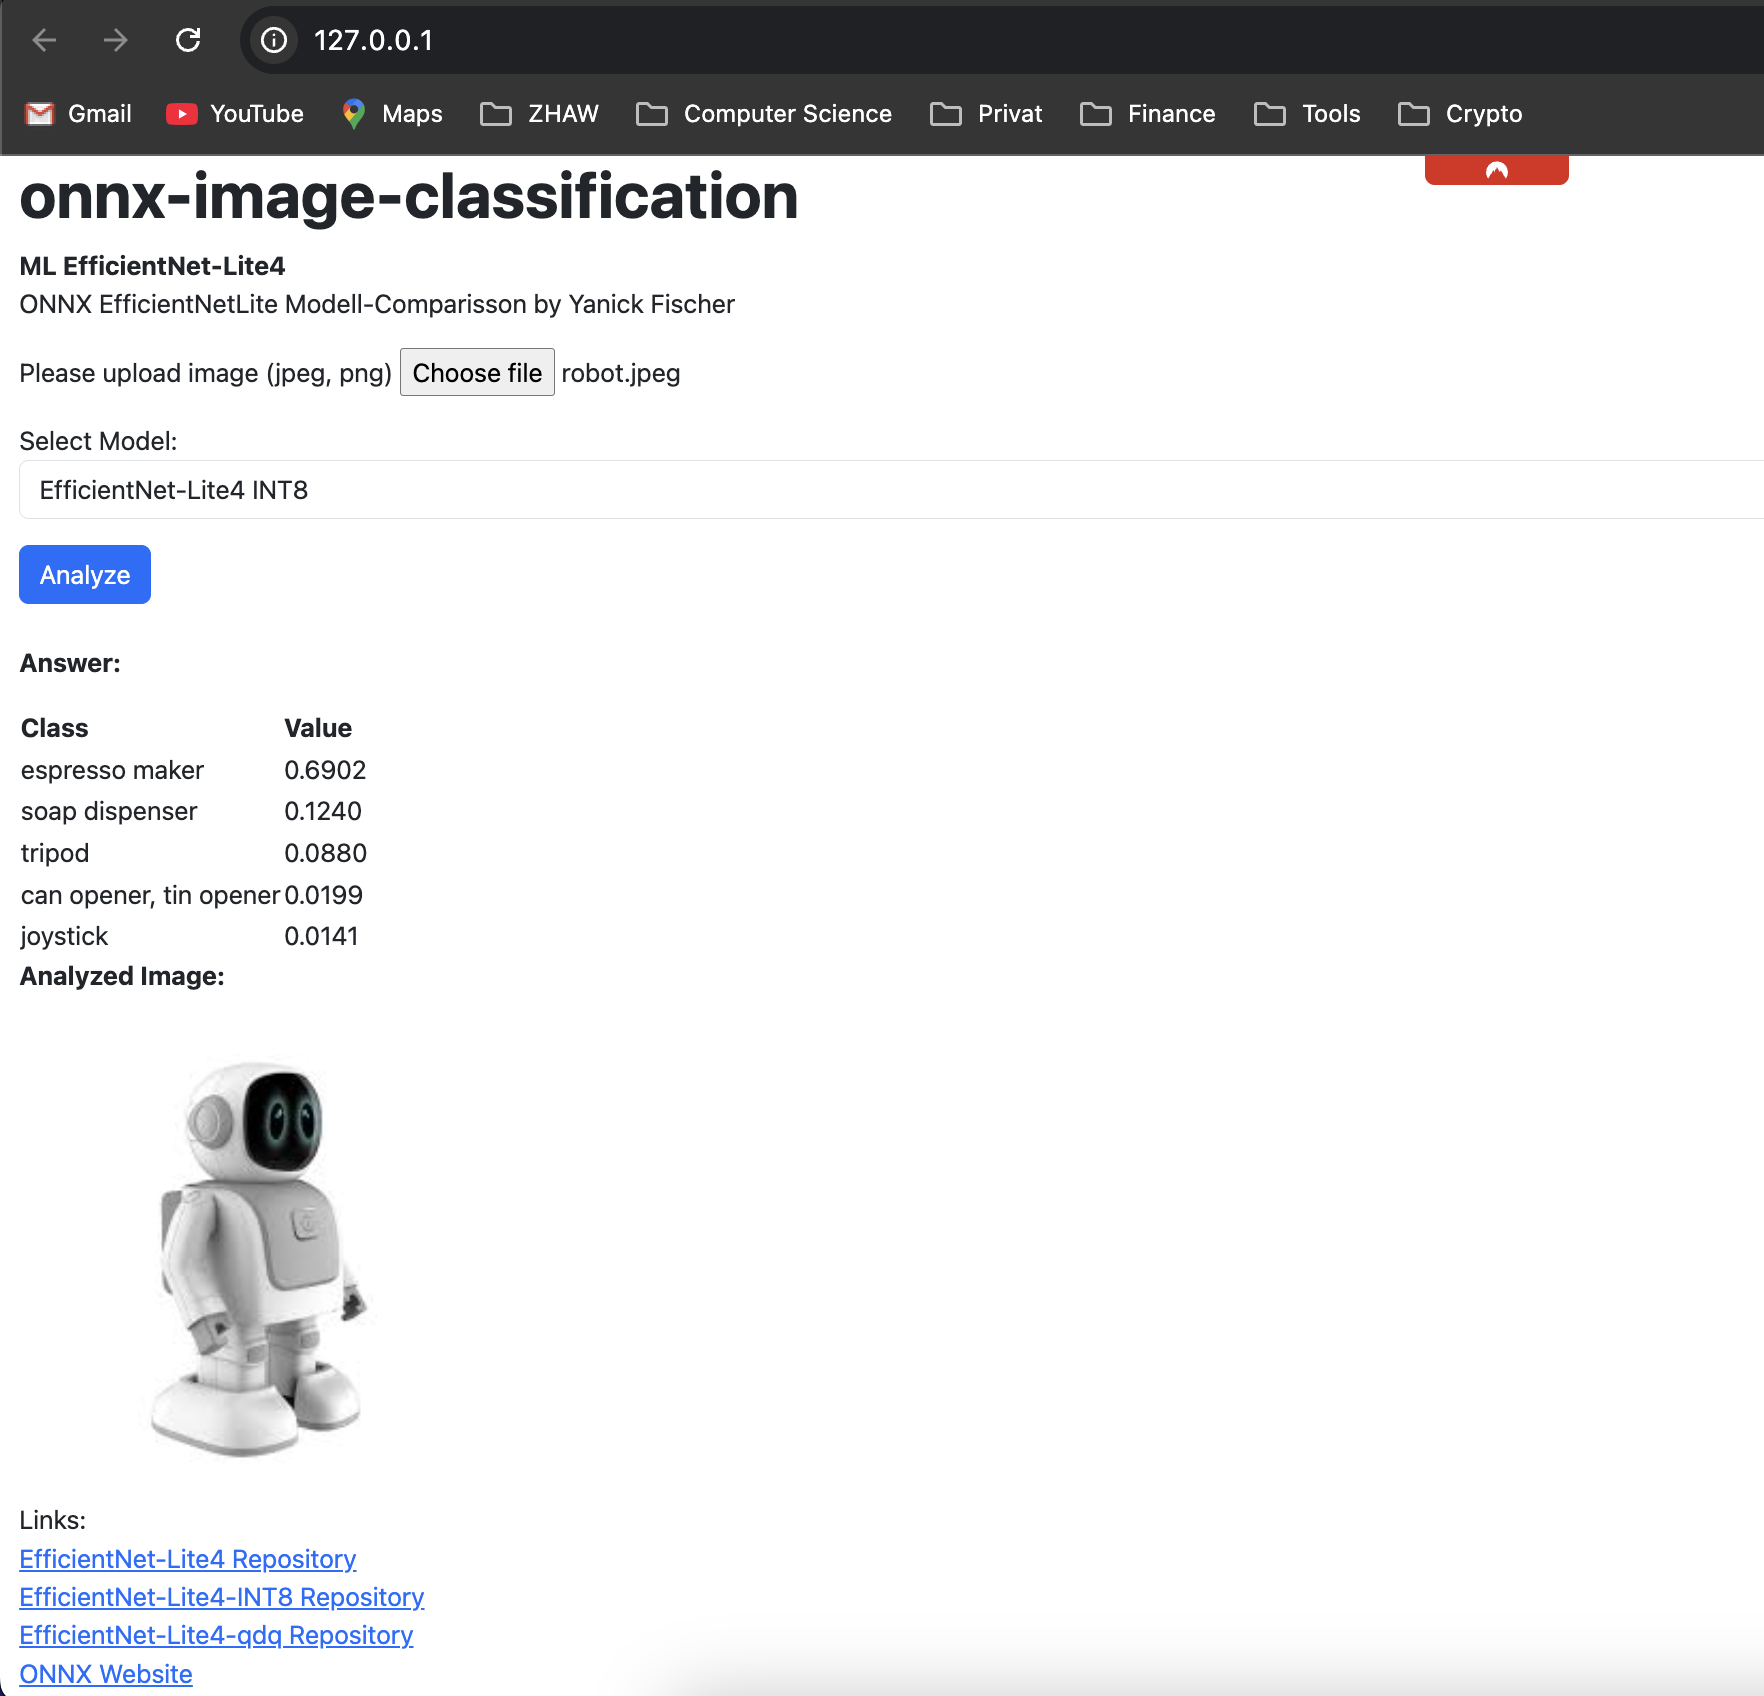 127.0.0.1
Gmail YouTube Maps ZHAW Computer Science Privat Finance Tools Crypto
onnx-image-classification
ML EfficientNet-Lite4
ONNX EfficientNetLite Modell-Comparisson by Yanick Fischer
Please upload image (jpeg, png) Choose file robot.jpeg
Select Model:
EfficientNet-Lite4 INT8
Analyze
Answer:
Class Value
espresso maker 0.6902
soap dispenser 0.1240
tripod 0.0880
can opener, tin opener 0.0199
joystick 0.0141
Analyzed Image:
Links:
EfficientNet-Lite4 Repository
EfficientNet-Lite4-INT8 Repository
EfficientNet-Lite4-qdq Repository
ONNX Website